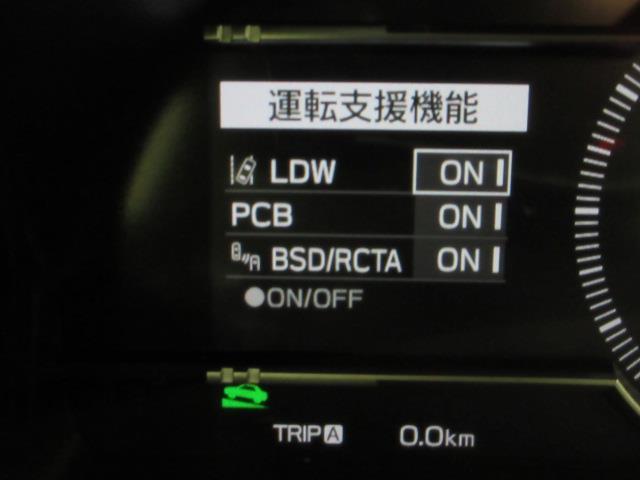 運転支援機能
LDW ON
PCB ON
BSD/RCTA ON
●ON/OFF
TRIP A 0.0km